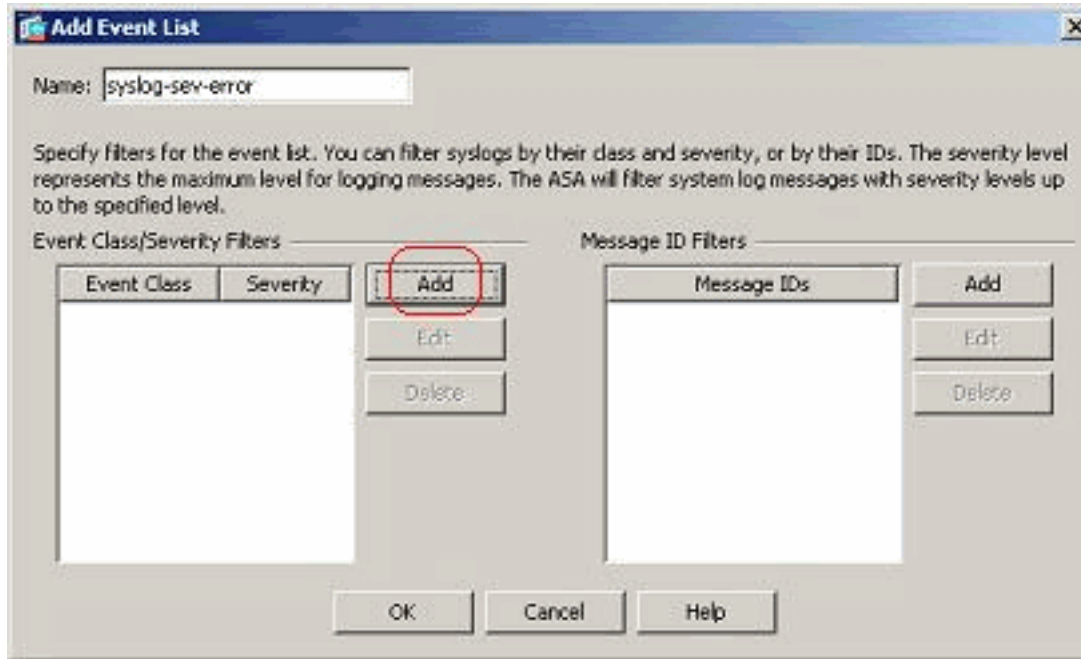 Add Event List
Name: syslog-sev-error
Specify filters for the event list. You can filter syslogs by their class and severity, or by their IDs. The severity level
represents the maximum level for logging messages. The ASA will filter system log messages with severity levels up
to the specified level.
Event Class/Severity Filters
Event Class Severity
Add
Edit
Delete
Message ID Filters
Message IDs
Add
Edit
Delete
OK Cancel Help